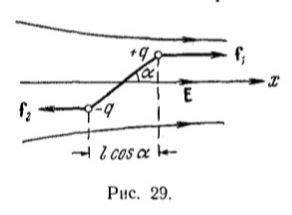 +q f₁
α
E x
f₂ -q
l cos α
Рис. 29.